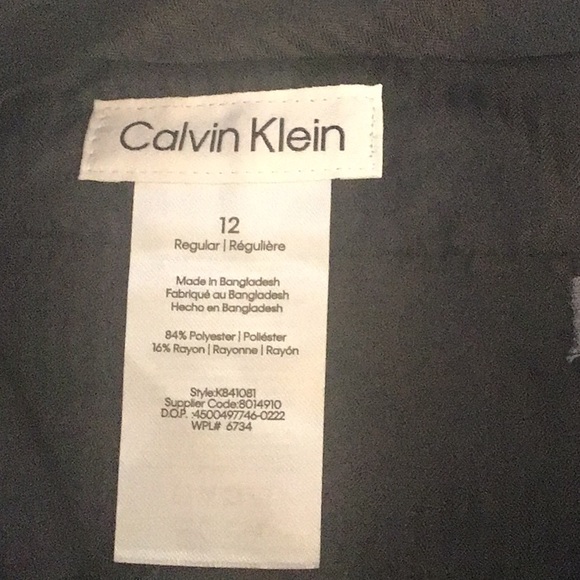 Calvin Klein
12
Regular | Régulière
Made in Bangladesh
Fabriqué au Bangladesh
Hecho en Bangladesh
84% Polyester | Poliéster
16% Rayon | Rayonne | Rayón
Style:K841081
Supplier Code:8014910
D.O.P. :4500497746-0222
WPL# 6734